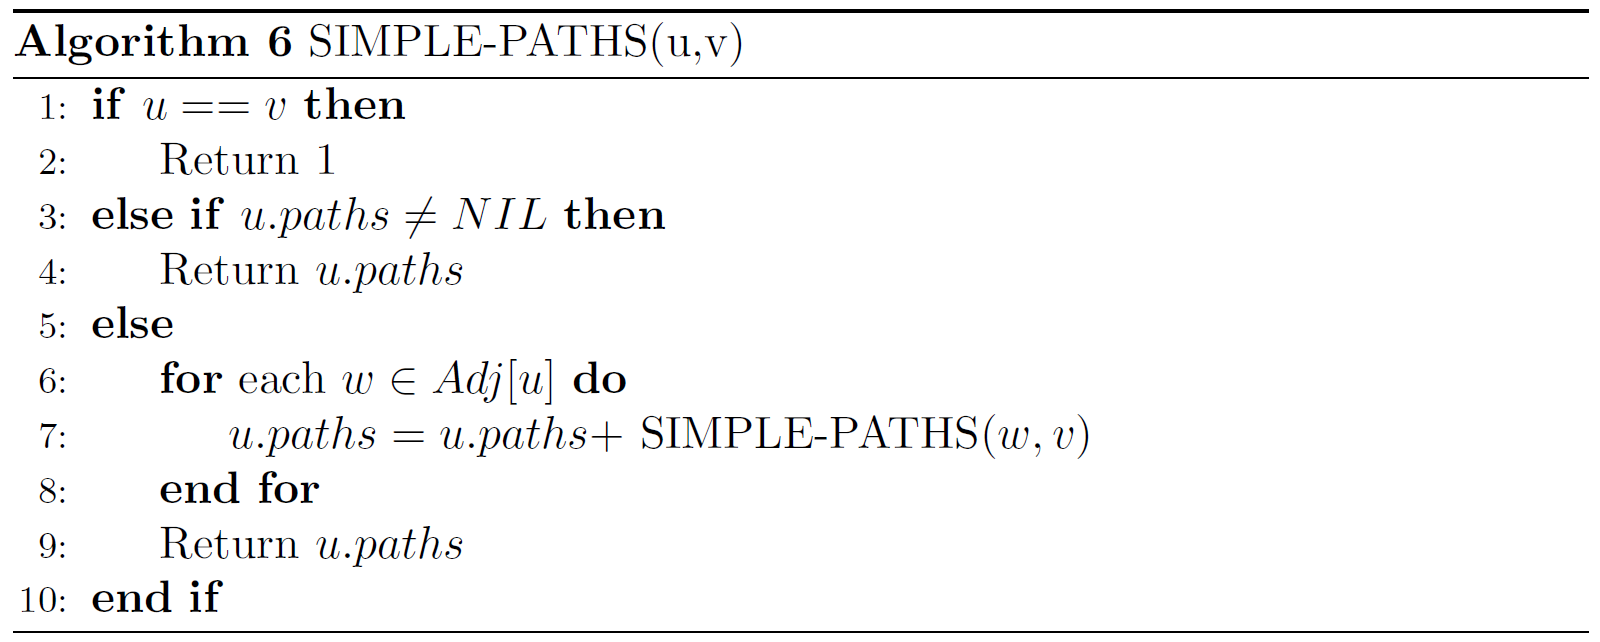 Algorithm 6 SIMPLE-PATHS(u,v)
1: if u == v then
2: Return 1
3: else if u.paths ≠ NIL then
4: Return u.paths
5: else
6: for each w ∈ Adj[u] do
7: u.paths = u.paths+ SIMPLE-PATHS(w, v)
8: end for
9: Return u.paths
10: end if